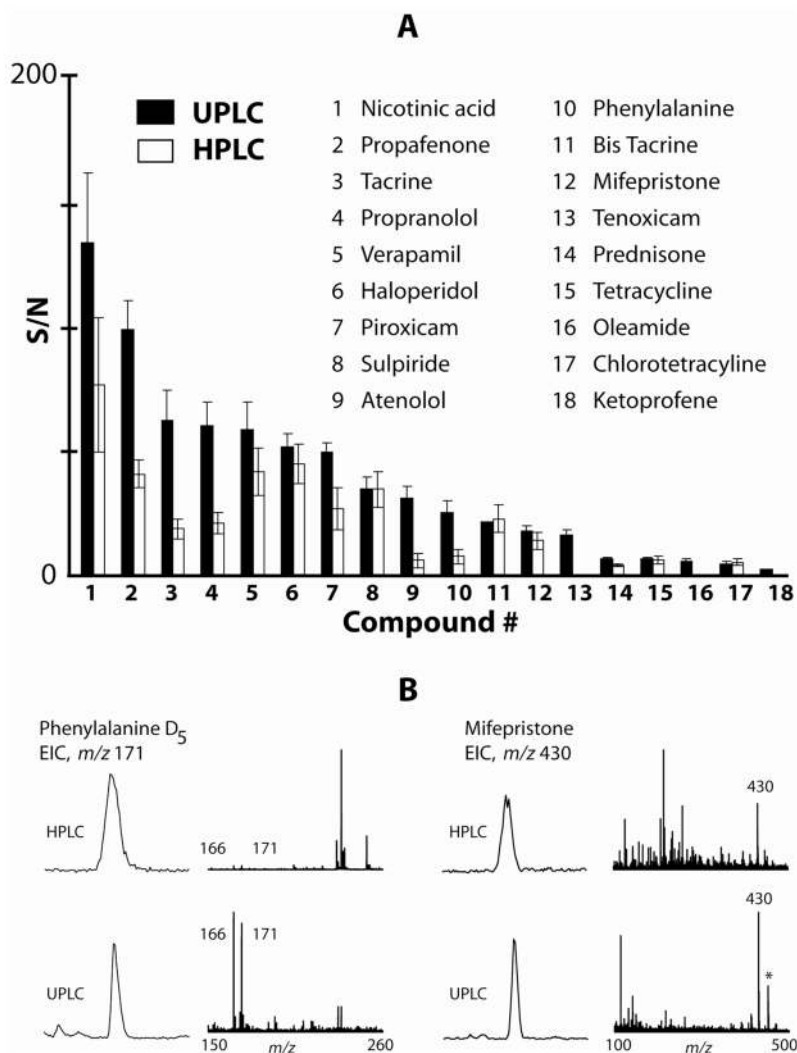 A
200
UPLC
HPLC
1 Nicotinic acid
2 Propafenone
3 Tacrine
4 Propranolol
5 Verapamil
6 Haloperidol
7 Piroxicam
8 Sulpiride
9 Atenolol
10 Phenylalanine
11 Bis Tacrine
12 Mifepristone
13 Tenoxicam
14 Prednisone
15 Tetracycline
16 Oleamide
17 Chlorotetracyline
18 Ketoprofene
S/N
0
1 2 3 4 5 6 7 8 9 10 11 12 13 14 15 16 17 18
Compound #
B
Phenylalanine D5
EIC, m/z 171
HPLC
166 171
UPLC
166 171
150 m/z 260
Mifepristone
EIC, m/z 430
HPLC
430
UPLC
430
*
100 m/z 500